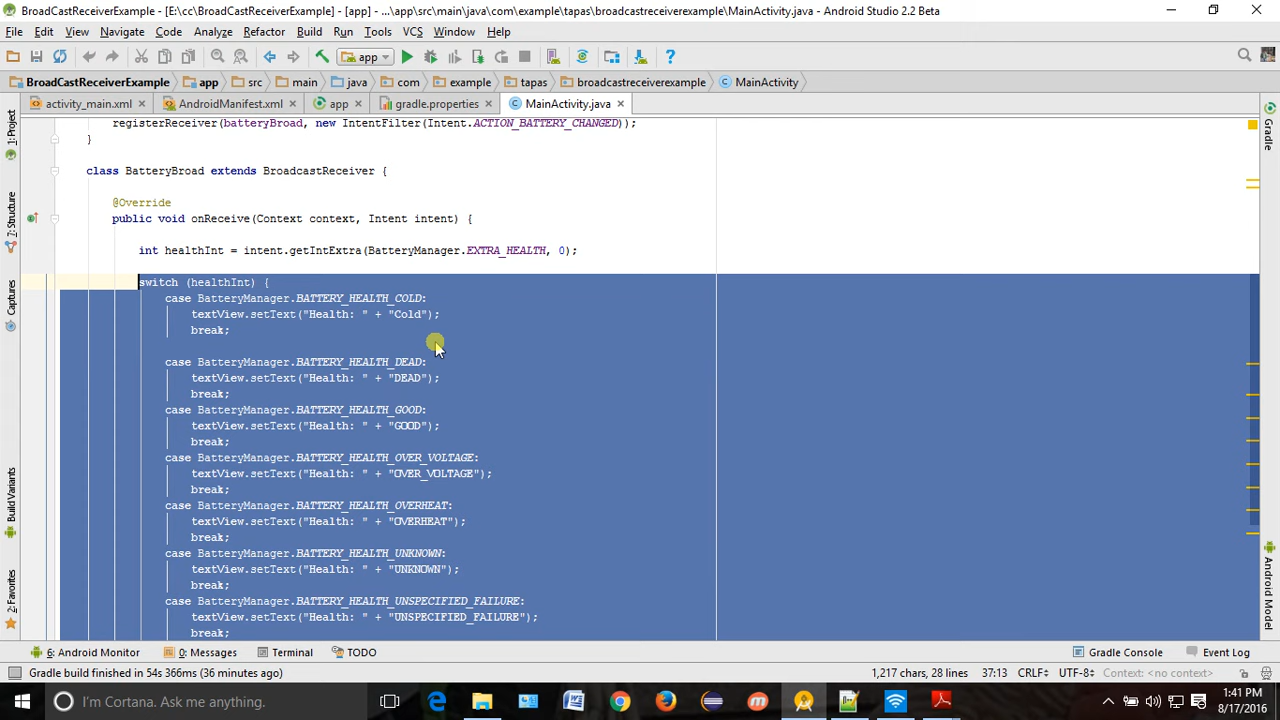 BroadCastReceiverExample - [E:\cc\BroadCastReceiverExample] - [app] - ...\app\src\main\java\com\example\tapas\broadcastreceiverexample\MainActivity.java - Android Studio 2.2 Beta
File Edit View Navigate Code Analyze Refactor Build Run Tools VCS Window Help
app
BroadCastReceiverExample app src main java com example tapas broadcastreceiverexample MainActivity
activity_main.xml AndroidManifest.xml app gradle.properties MainActivity.java
1: Project
7: Structure
Captures
Build Variants
2: Favorites
registerReceiver(batteryBroad, new IntentFilter(Intent.ACTION_BATTERY_CHANGED));
}
class BatteryBroad extends BroadcastReceiver {
@Override
public void onReceive(Context context, Intent intent) {
int healthInt = intent.getIntExtra(BatteryManager.EXTRA_HEALTH, 0);
switch (healthInt) {
case BatteryManager.BATTERY_HEALTH_COLD:
textView.setText("Health: " + "Cold");
break;
case BatteryManager.BATTERY_HEALTH_DEAD:
textView.setText("Health: " + "DEAD");
break;
case BatteryManager.BATTERY_HEALTH_GOOD:
textView.setText("Health: " + "GOOD");
break;
case BatteryManager.BATTERY_HEALTH_OVER_VOLTAGE:
textView.setText("Health: " + "OVER_VOLTAGE");
break;
case BatteryManager.BATTERY_HEALTH_OVERHEAT:
textView.setText("Health: " + "OVERHEAT");
break;
case BatteryManager.BATTERY_HEALTH_UNKNOWN:
textView.setText("Health: " + "UNKNOWN");
break;
case BatteryManager.BATTERY_HEALTH_UNSPECIFIED_FAILURE:
textView.setText("Health: " + "UNSPECIFIED_FAILURE");
break;
Gradle
Android Model
6: Android Monitor 0: Messages Terminal TODO Gradle Console Event Log
Gradle build finished in 54s 366ms (36 minutes ago) 1,217 chars, 28 lines 37:13 CRLF UTF-8 Context: <no context>
I'm Cortana. Ask me anything.
1:41 PM
8/17/2016